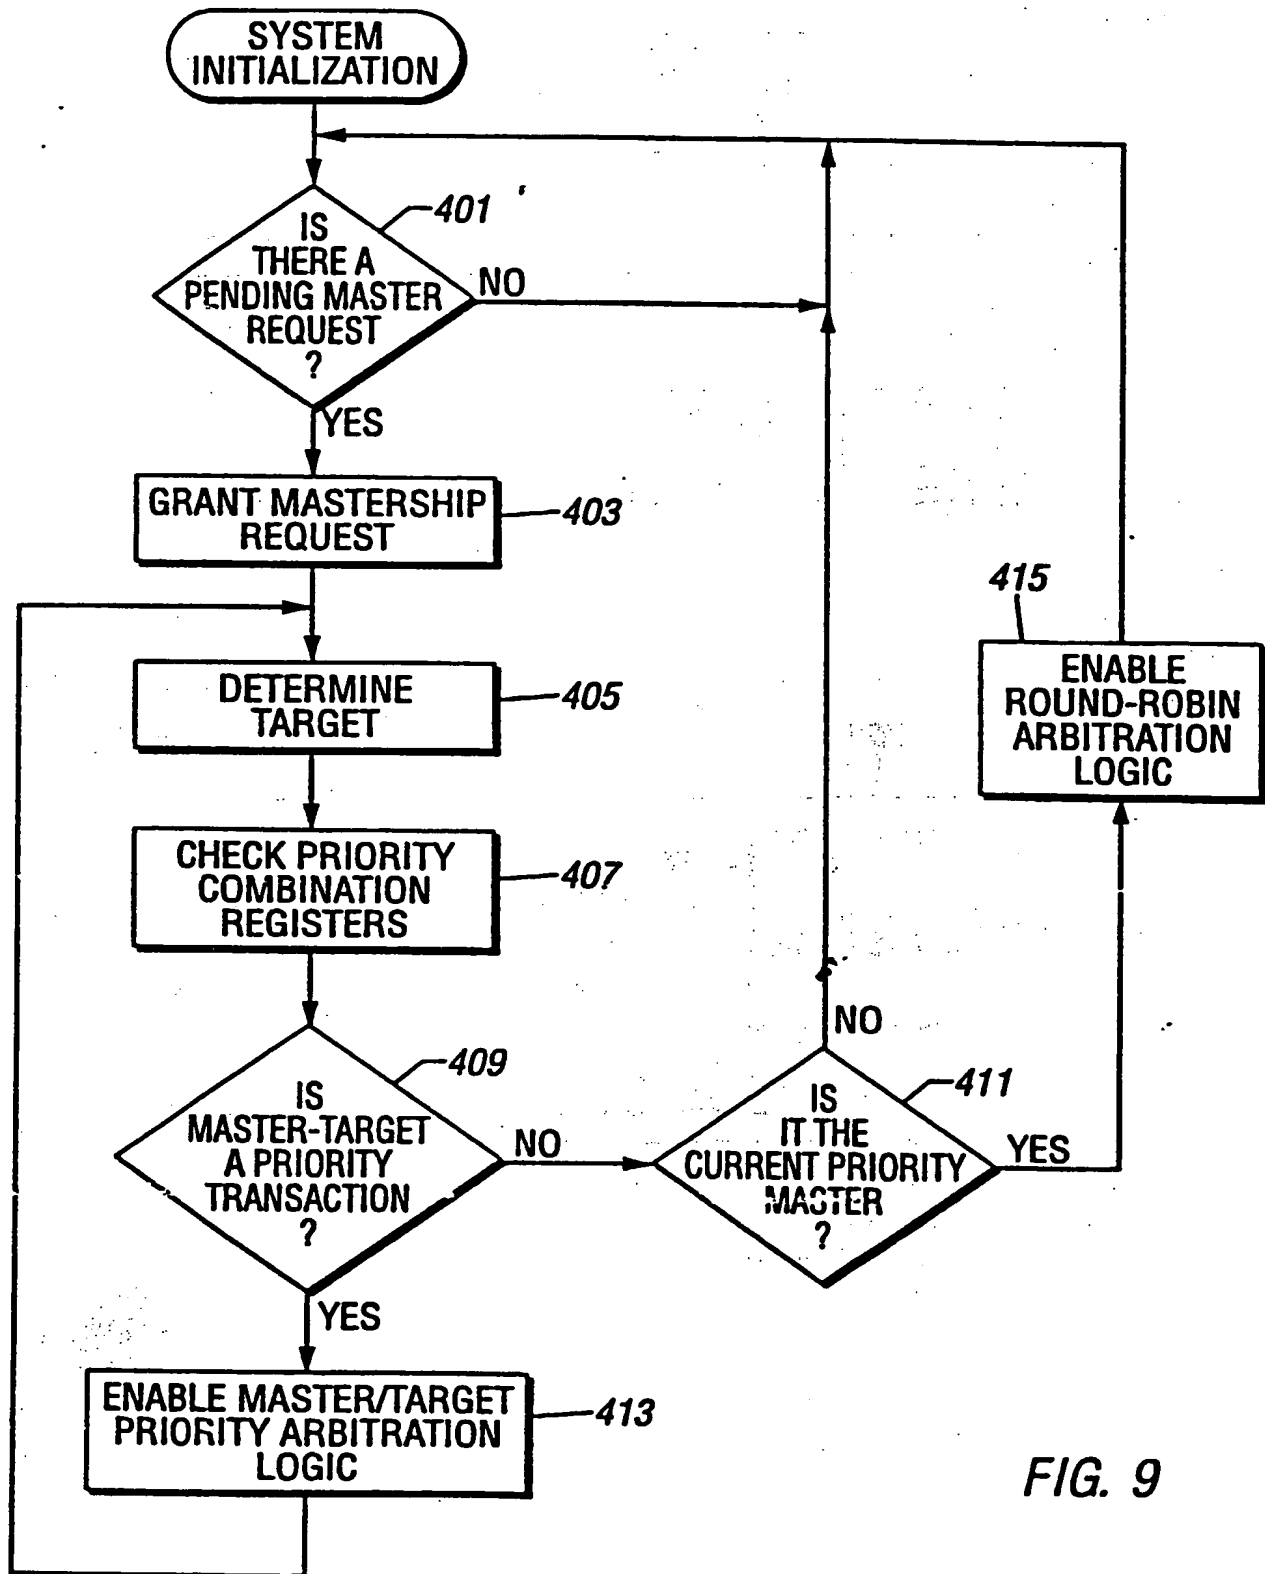 SYSTEM
INITIALIZATION
401
IS
THERE A
PENDING MASTER
REQUEST
?
NO
YES
GRANT MASTERSHIP
REQUEST
403
415
ENABLE
ROUND-ROBIN
ARBITRATION
LOGIC
DETERMINE
TARGET
405
CHECK PRIORITY
COMBINATION
REGISTERS
407
409
IS
MASTER-TARGET
A PRIORITY
TRANSACTION
?
NO
YES
NO
411
IS
IT THE
CURRENT PRIORITY
MASTER
?
YES
ENABLE MASTER/TARGET
PRIORITY ARBITRATION
LOGIC
413
FIG. 9